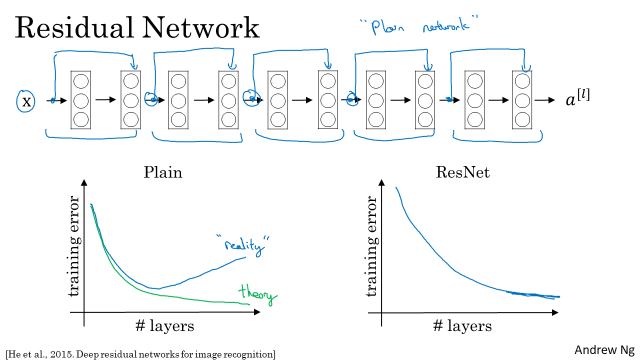 Residual Network
"Plain network"
x
a^[l]
Plain
ResNet
training error
"reality"
theory
# layers
training error
# layers
[He et al., 2015. Deep residual networks for image recognition]
Andrew Ng